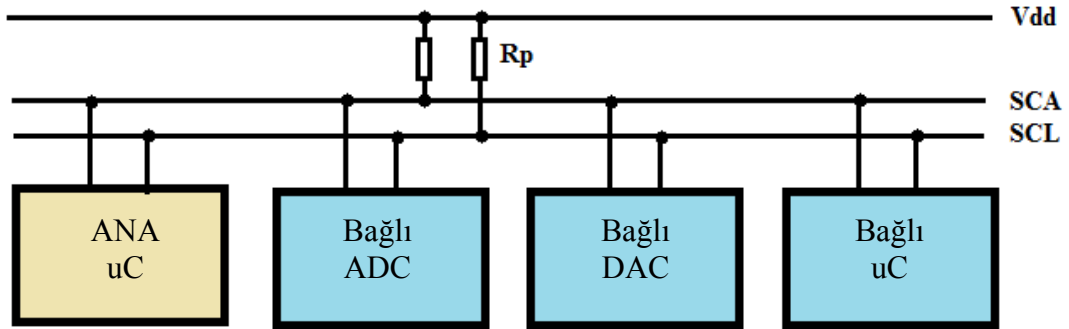 Vdd
Rp
SCA
SCL
ANA
uC
Bağlı
ADC
Bağlı
DAC
Bağlı
uC